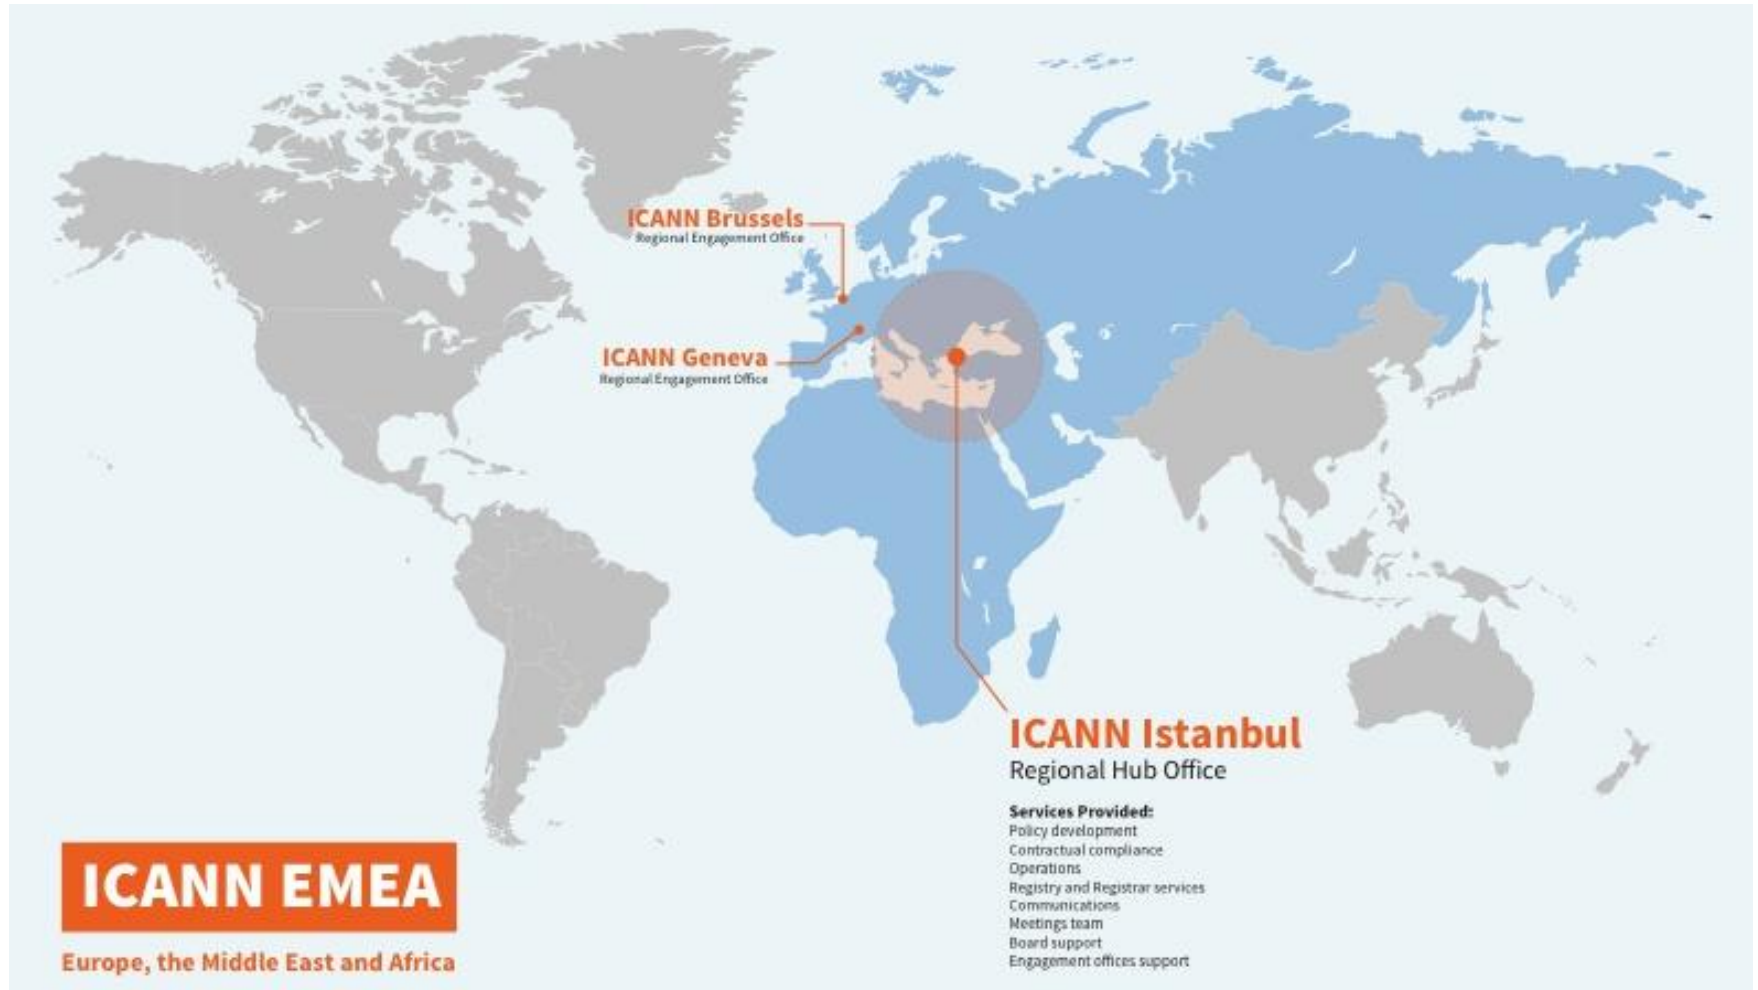 ICANN Brussels
Regional Engagement Office
ICANN Geneva
Regional Engagement Office
ICANN Istanbul
Regional Hub Office
Services Provided:
Policy development
Contractual compliance
Operations
Registry and Registrar services
Communications
Meetings team
Board support
Engagement offices support
ICANN EMEA
Europe, the Middle East and Africa